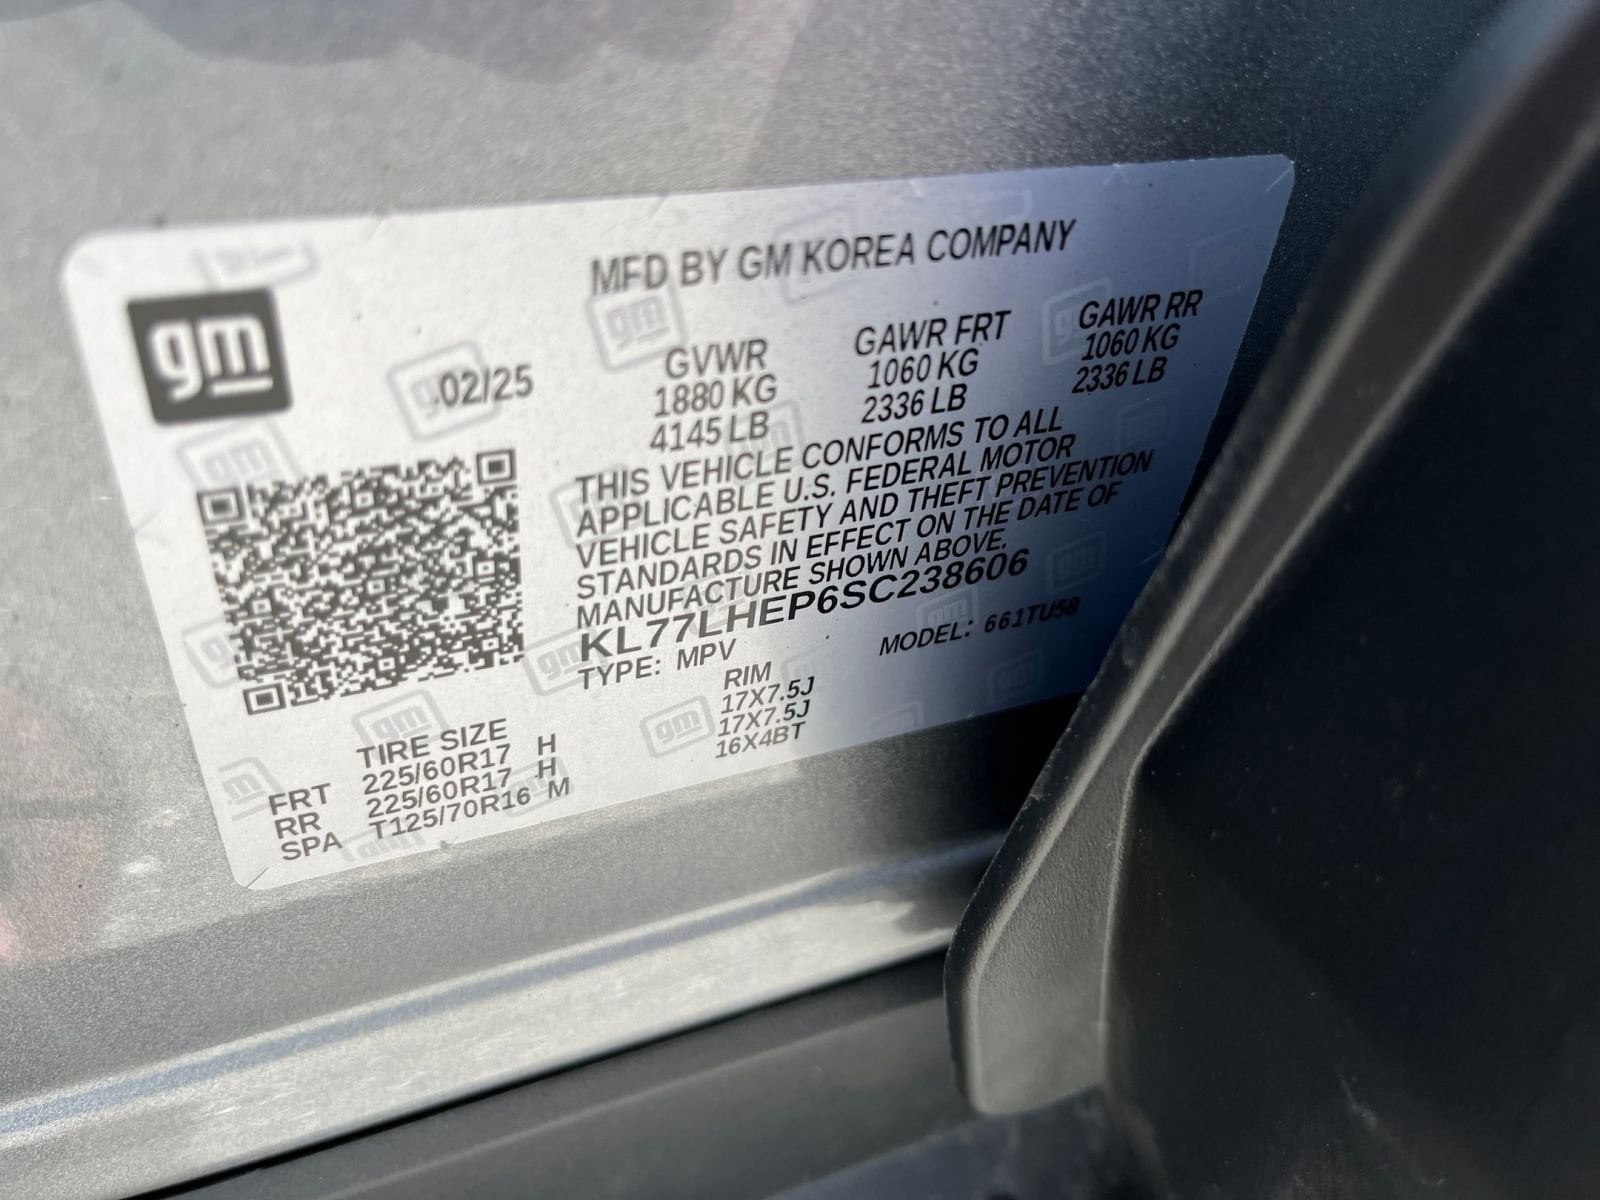 gm
MFD BY GM KOREA COMPANY
02/25
GVWR GAWR FRT GAWR RR
1880 KG 1060 KG 1060 KG
4145 LB 2336 LB 2336 LB
THIS VEHICLE CONFORMS TO ALL
APPLICABLE U.S. FEDERAL MOTOR
VEHICLE SAFETY AND THEFT PREVENTION
STANDARDS IN EFFECT ON THE DATE OF
MANUFACTURE SHOWN ABOVE.
KL77LHEP6SC238606
TYPE: MPV MODEL: 661TU58
TIRE SIZE RIM
FRT 225/60R17 H 17X7.5J
RR 225/60R17 H 17X7.5J
SPA T125/70R16 M 16X4BT